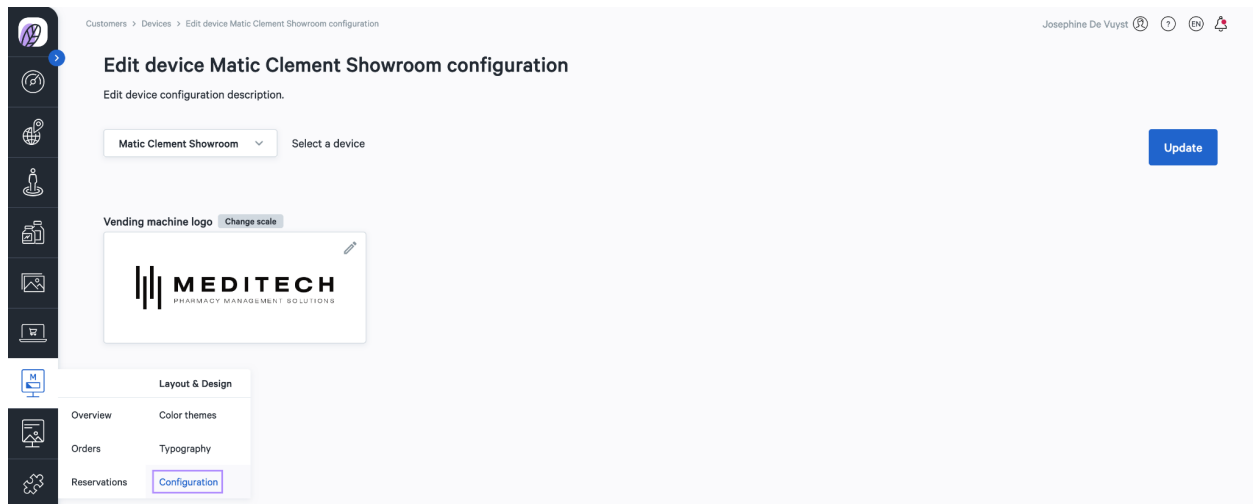 Customers > Devices > Edit device Matic Clement Showroom configuration
Josephine De Vuyst
?
EN
Edit device Matic Clement Showroom configuration
Edit device configuration description.
Matic Clement Showroom
Select a device
Update
Vending machine logo
Change scale
MEDITECH
PHARMACY MANAGEMENT SOLUTIONS
M
Layout & Design
Overview
Color themes
Orders
Typography
Reservations
Configuration